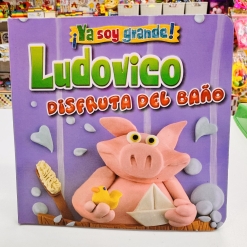 ¡Ya soy grande!
Ludovico
DISFRUTA DEL BAÑO